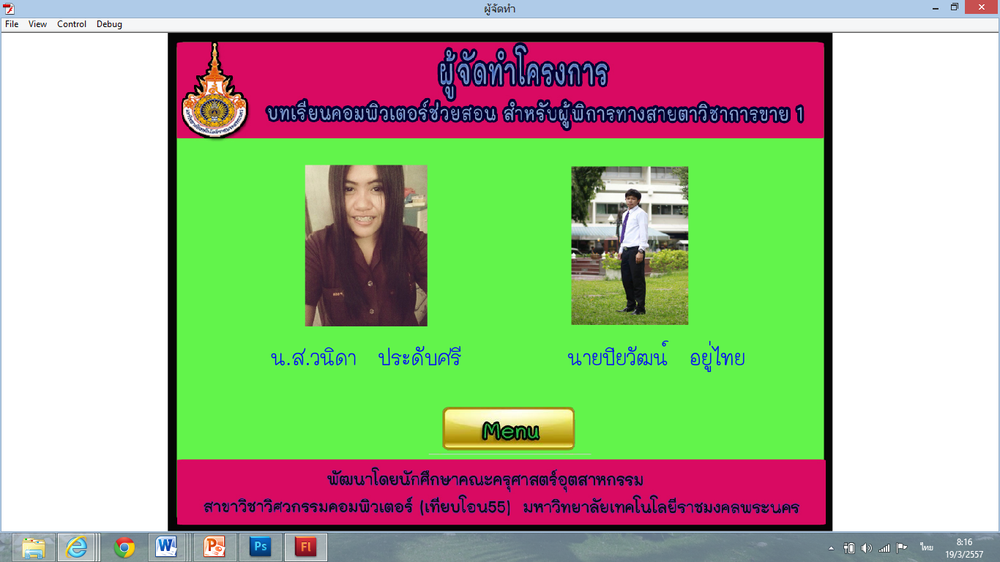 ผู้จัดทำ
File View Control Debug
ผู้จัดทำโครงการ
บทเรียนคอมพิวเตอร์ช่วยสอน สำหรับผู้พิการทางสายตาวิชาการขาย 1
น.ส.วนิดา ประดับศรี
นายปิยวัฒน์ อยู่ไทย
Menu
พัฒนาโดยนักศึกษาคณะครุศาสตร์อุตสาหกรรม
สาขาวิชาวิศวกรรมคอมพิวเตอร์ (เทียบโอน55) มหาวิทยาลัยเทคโนโลยีราชมงคลพระนคร
Ps
Fl
ไทย
8:16
19/3/2557